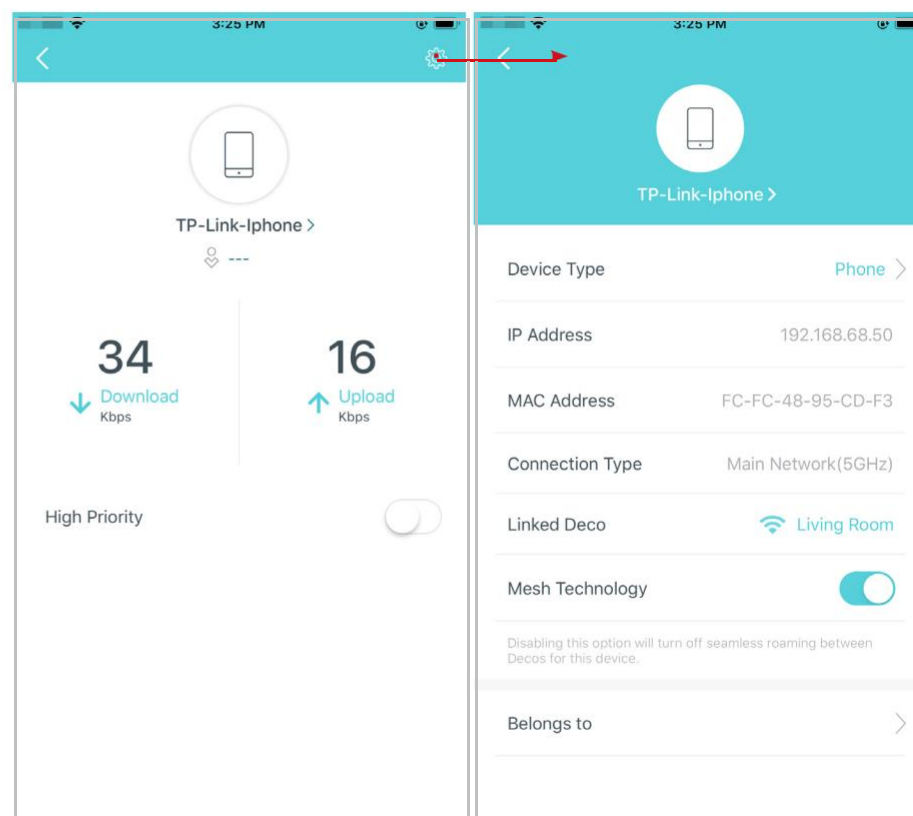 3:25 PM
TP-Link-Iphone >
---
34
Download
Kbps
16
Upload
Kbps
High Priority
3:25 PM
TP-Link-Iphone >
Device Type
Phone >
IP Address
192.168.68.50
MAC Address
FC-FC-48-95-CD-F3
Connection Type
Main Network(5GHz)
Linked Deco
Living Room
Mesh Technology
Disabling this option will turn off seamless roaming between
Decos for this device.
Belongs to